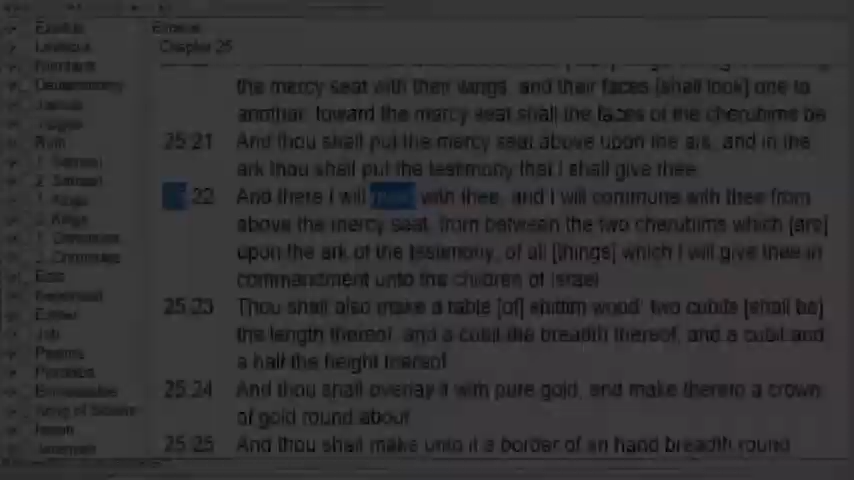 Exodus
Leviticus
Numbers
Deuteronomy
Joshua
Judges
Ruth
1. Samuel
2. Samuel
1. Kings
2. Kings
1. Chronicles
2. Chronicles
Esra
Nehemiah
Esther
Job
Psalms
Proverbs
Ecclesiastes
Song of Solomon
Isaiah
Jeremiah
Exodus
Chapter 25
the mercy seat with their wings, and their faces [shall look] one to
another; toward the mercy seat shall the faces of the cherubims be.
25:21 And thou shalt put the mercy seat above upon the ark; and in the
ark thou shalt put the testimony that I shall give thee.
22 And there I will meet with thee, and I will commune with thee from
above the mercy seat, from between the two cherubims which [are]
upon the ark of the testimony, of all [things] which I will give thee in
commandment unto the children of Israel.
25:23 Thou shalt also make a table [of] shittim wood: two cubits [shall be]
the length thereof, and a cubit the breadth thereof, and a cubit and
a half the height thereof.
25:24 And thou shalt overlay it with pure gold, and make thereto a crown
of gold round about.
25:25 And thou shalt make unto it a border of an hand breadth round